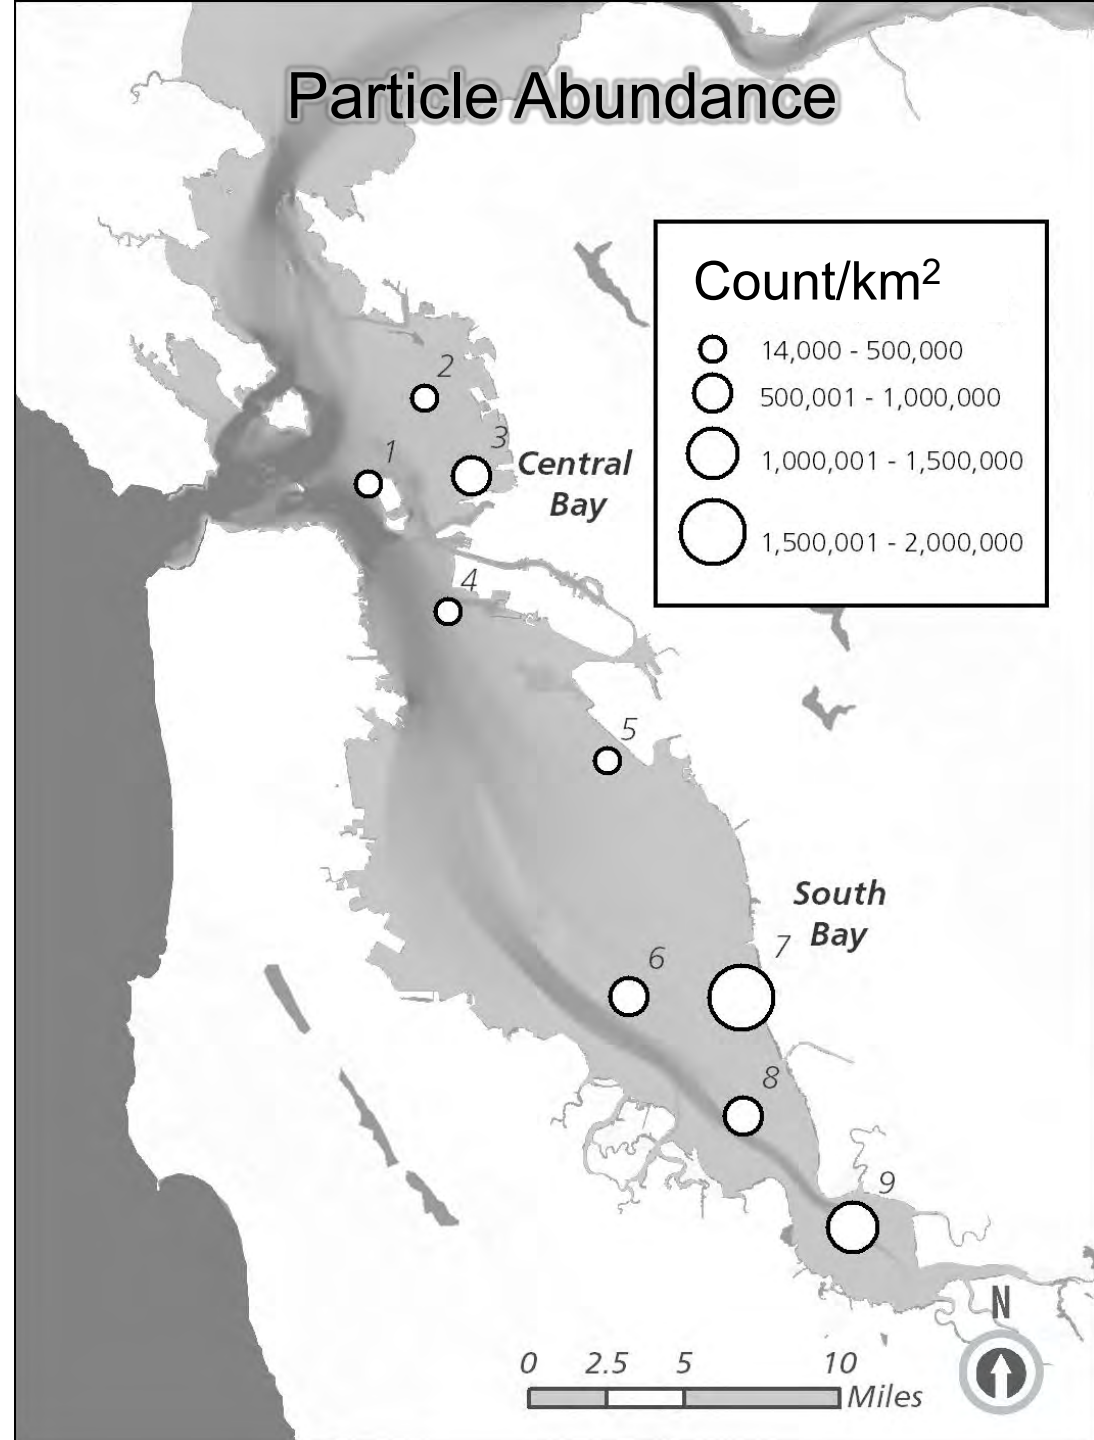 Particle Abundance
Count/km²
14,000 - 500,000
500,001 - 1,000,000
1,000,001 - 1,500,000
1,500,001 - 2,000,000
2
1
3
Central
Bay
4
5
South
Bay
6
7
8
9
N
0 2.5 5 10
Miles